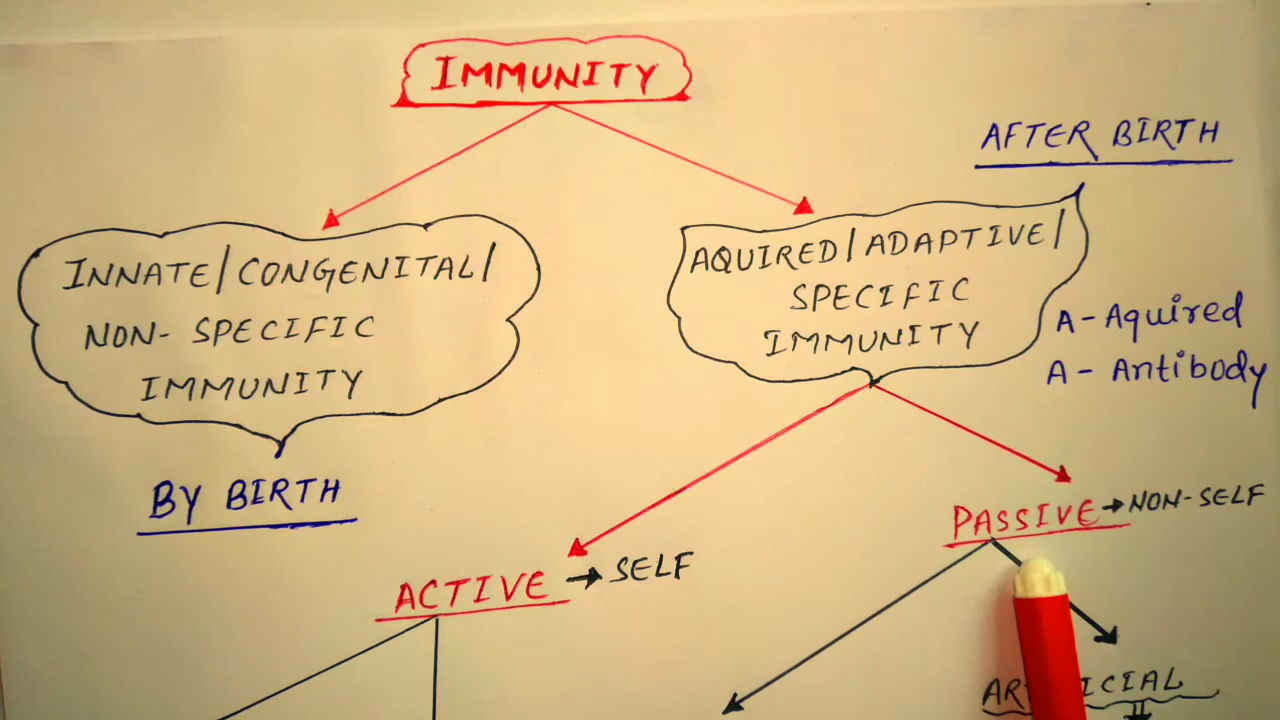 IMMUNITY
AFTER BIRTH
INNATE/CONGENITAL/
NON- SPECIFIC
IMMUNITY
BY BIRTH
AQUIRED/ADAPTIVE/
SPECIFIC
IMMUNITY
A-Aquired
A- Antibody
ACTIVE → SELF
PASSIVE → NON-SELF